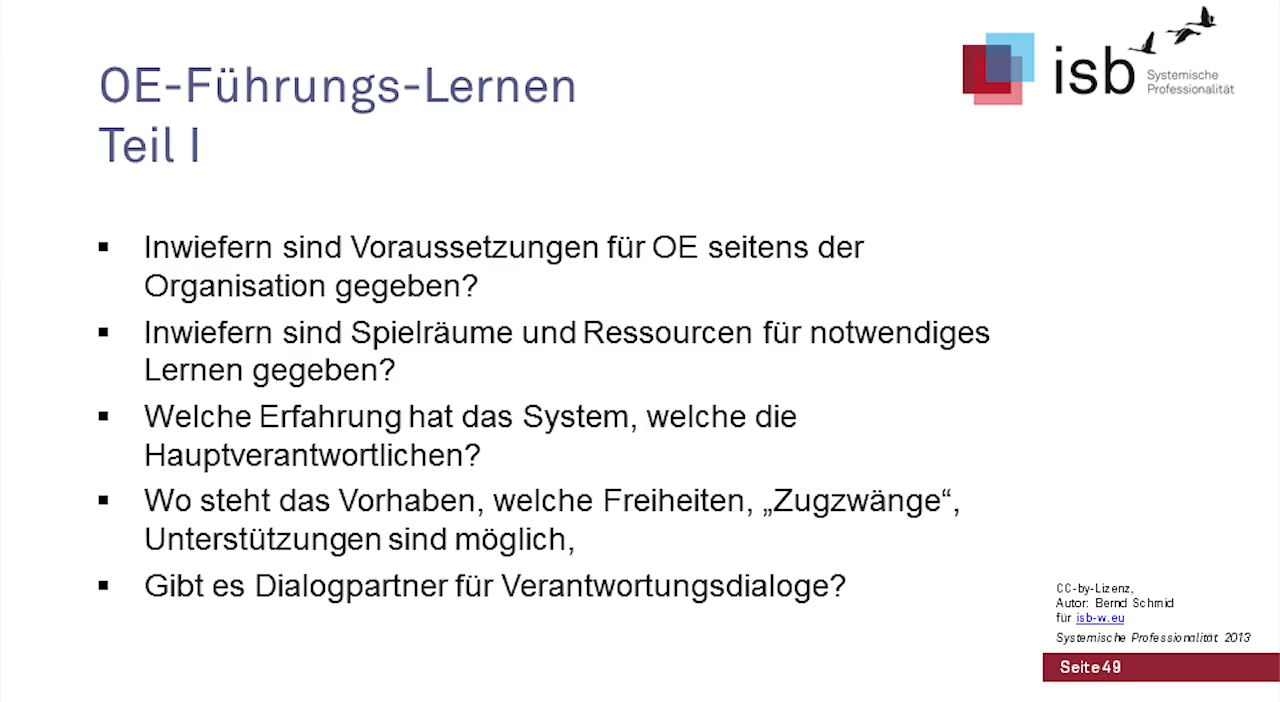 OE-Führungs-Lernen
Teil I
isb Systemische
Professionalität
▪ Inwiefern sind Voraussetzungen für OE seitens der
Organisation gegeben?
▪ Inwiefern sind Spielräume und Ressourcen für notwendiges
Lernen gegeben?
▪ Welche Erfahrung hat das System, welche die
Hauptverantwortlichen?
▪ Wo steht das Vorhaben, welche Freiheiten, „Zugzwänge“,
Unterstützungen sind möglich,
▪ Gibt es Dialogpartner für Verantwortungsdialoge?
CC-by-Lizenz,
Autor: Bernd Schmid
für isb-w.eu
Systemische Professionalität 2013
Seite 49